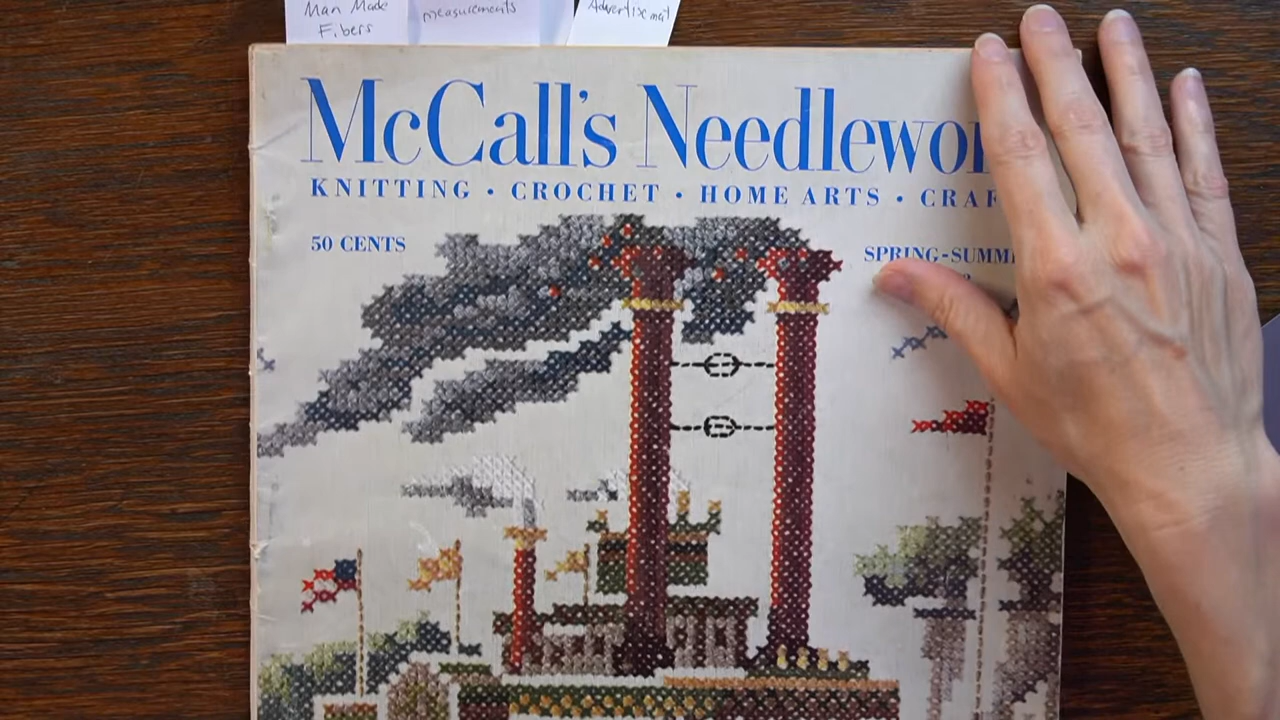 Man Made
Fibers
measurements
Advertisement
McCall's Needlewor
KNITTING • CROCHET • HOME ARTS • CRAF
50 CENTS
SPRING-SUMM